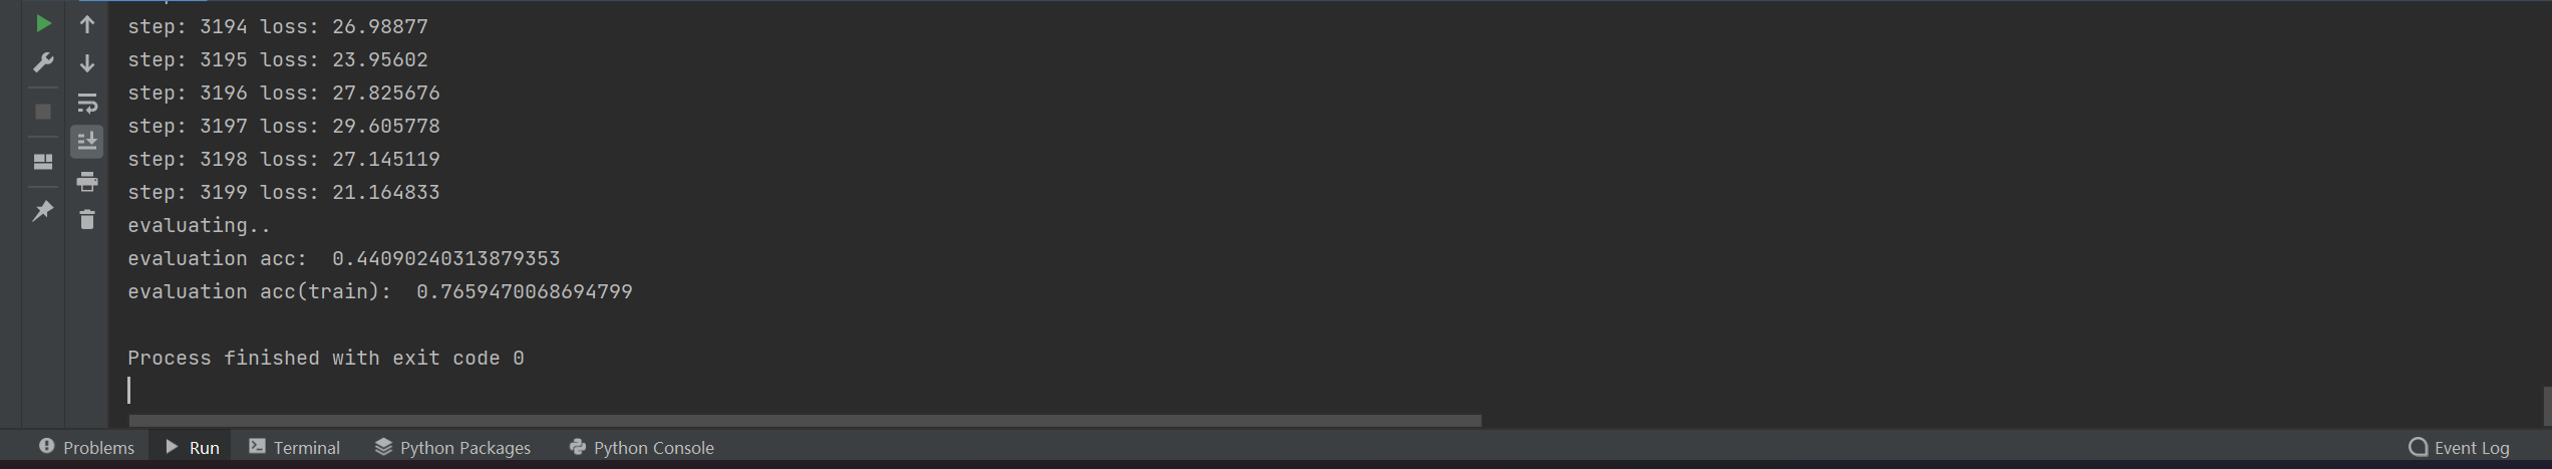 step: 3194 loss: 26.98877
step: 3195 loss: 23.95602
step: 3196 loss: 27.825676
step: 3197 loss: 29.605778
step: 3198 loss: 27.145119
step: 3199 loss: 21.164833
evaluating..
evaluation acc:  0.44090240313879353
evaluation acc(train):  0.7659470068694799
Process finished with exit code 0
Problems Run Terminal Python Packages Python Console Event Log